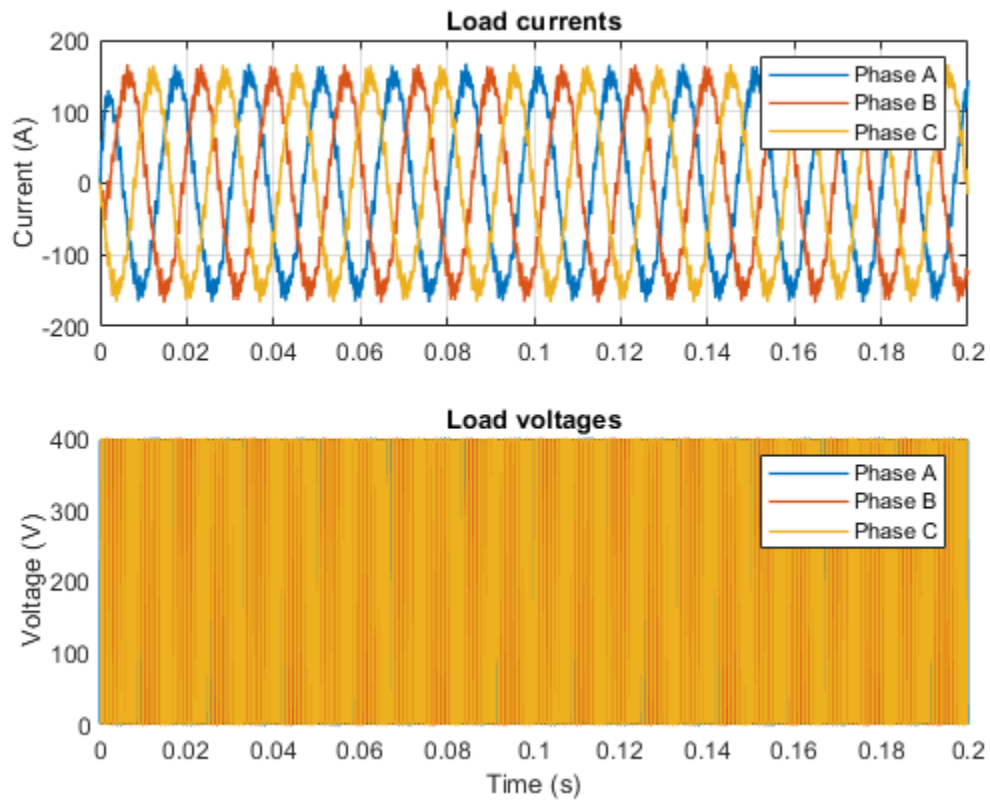 Load currents
200
100
0
-100
-200
Current (A)
Phase A
Phase B
Phase C
0 0.02 0.04 0.06 0.08 0.1 0.12 0.14 0.16 0.18 0.2
Load voltages
400
300
200
100
0
Voltage (V)
Phase A
Phase B
Phase C
0 0.02 0.04 0.06 0.08 0.1 0.12 0.14 0.16 0.18 0.2
Time (s)